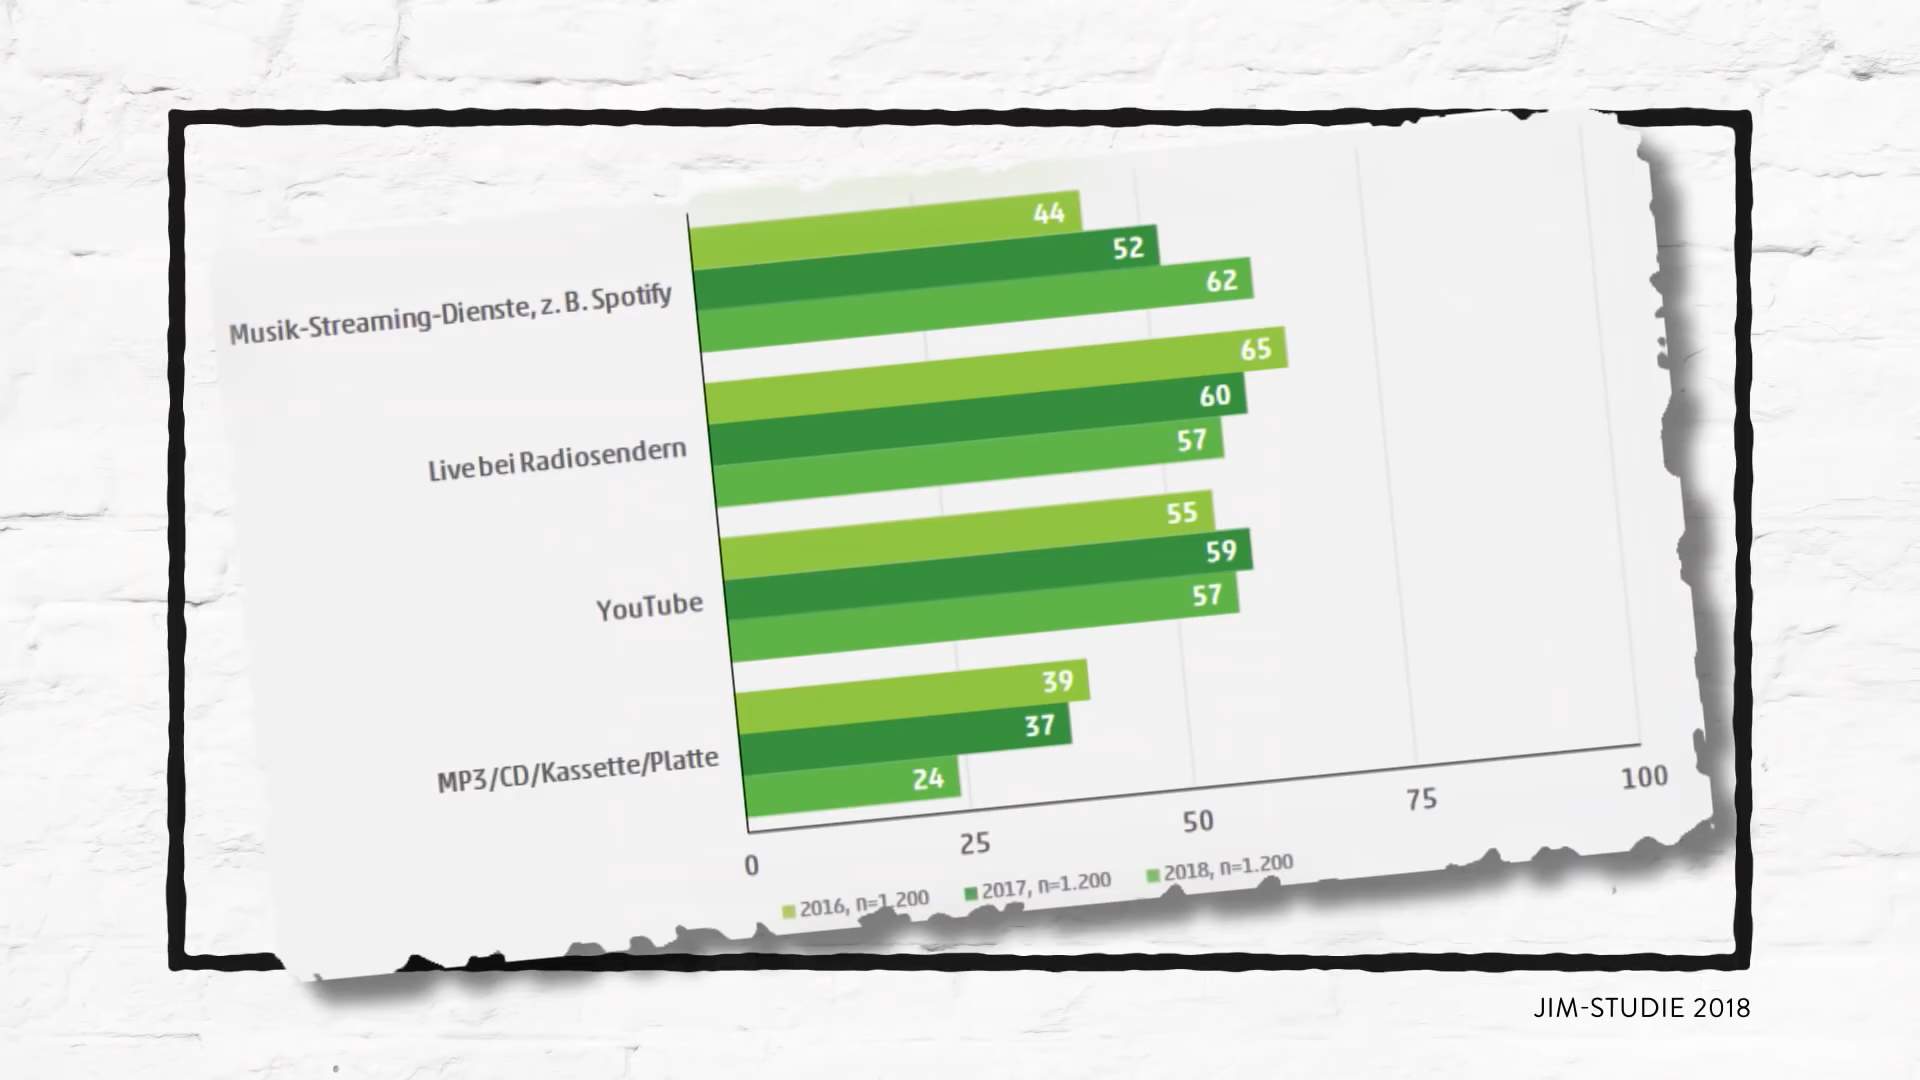 44
52
62
Musik-Streaming-Dienste, z. B. Spotify
65
60
57
Live bei Radiosendern
55
59
57
YouTube
39
37
24
MP3/CD/Kassette/Platte
0 25 50 75 100
2016, n=1.200 2017, n=1.200 2018, n=1.200
JIM-STUDIE 2018